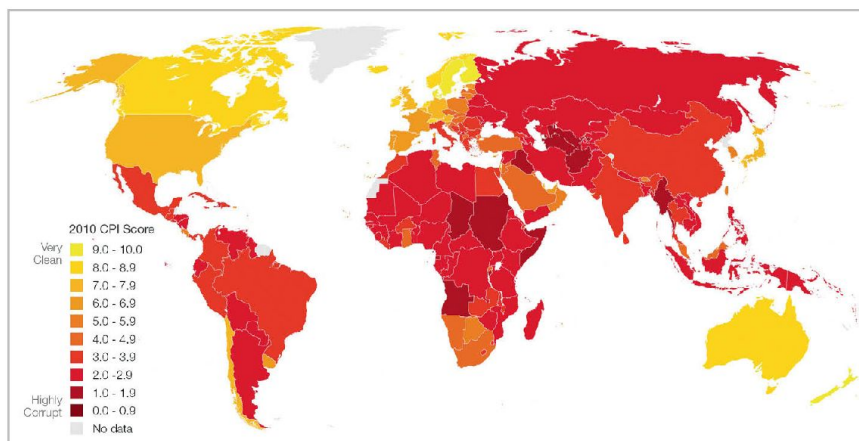 2010 CPI Score
Very
Clean
9.0 - 10.0
8.0 - 8.9
7.0 - 7.9
6.0 - 6.9
5.0 - 5.9
4.0 - 4.9
3.0 - 3.9
2.0 -2.9
1.0 - 1.9
0.0 - 0.9
Highly
Corrupt
No data